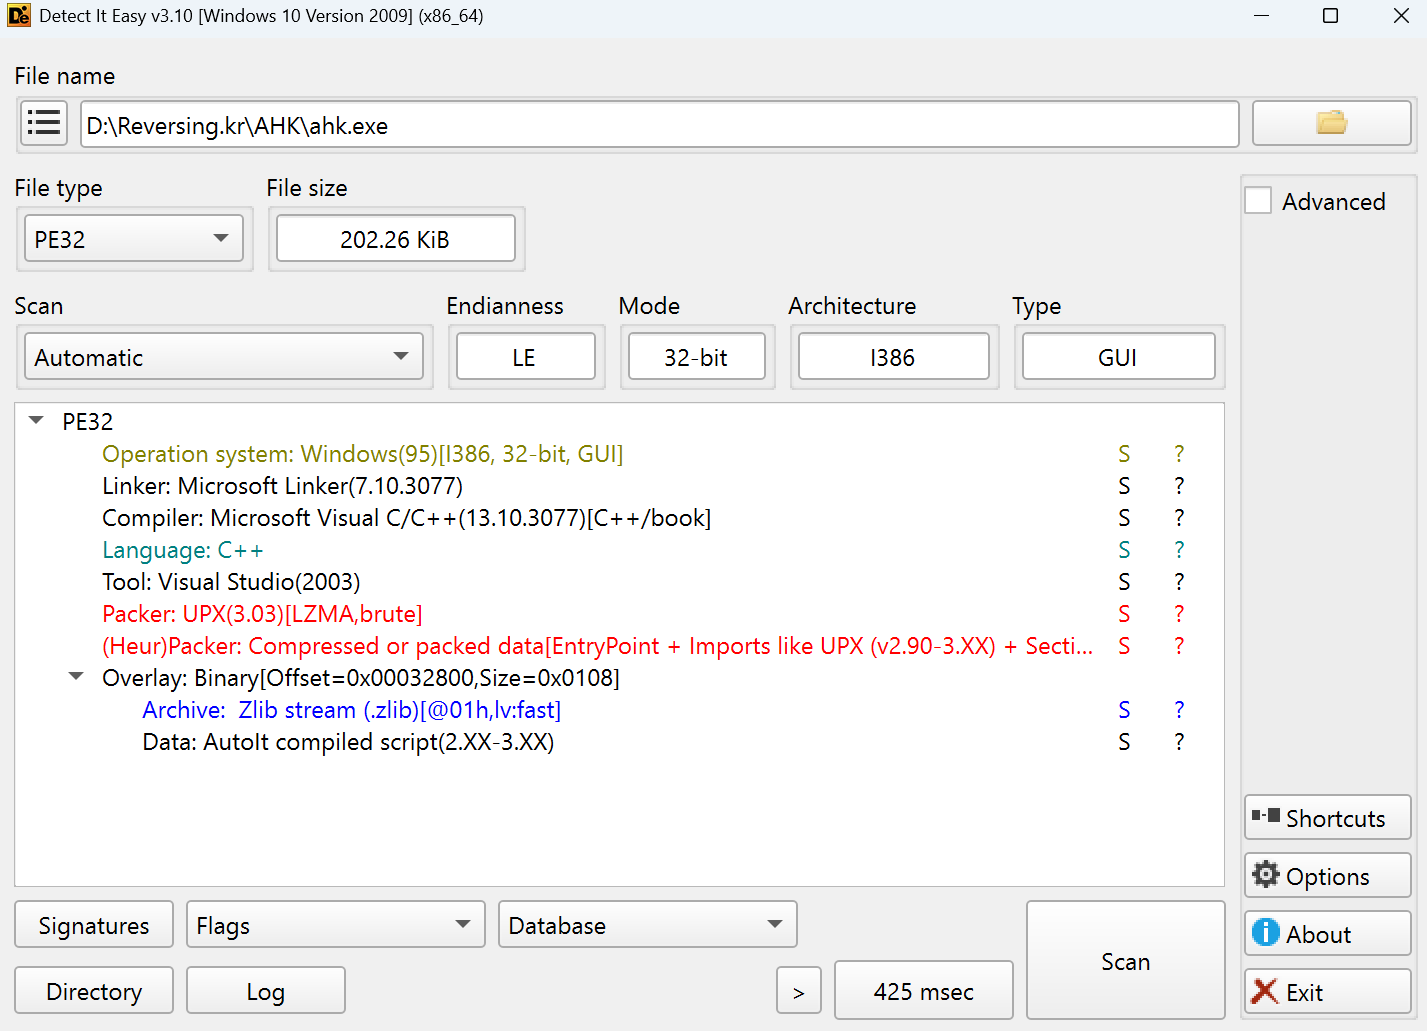 Detect It Easy v3.10 [Windows 10 Version 2009] (x86_64)
File name
D:\Reversing.kr\AHK\ahk.exe
File type
File size
PE32
202.26 KiB
Advanced
Scan
Endianness
Mode
Architecture
Type
Automatic
LE
32-bit
I386
GUI
PE32
Operation system: Windows(95)[I386, 32-bit, GUI] S ?
Linker: Microsoft Linker(7.10.3077) S ?
Compiler: Microsoft Visual C/C++(13.10.3077)[C++/book] S ?
Language: C++ S ?
Tool: Visual Studio(2003) S ?
Packer: UPX(3.03)[LZMA,brute] S ?
(Heur)Packer: Compressed or packed data[EntryPoint + Imports like UPX (v2.90-3.XX) + Secti... S ?
Overlay: Binary[Offset=0x00032800,Size=0x0108]
Archive: Zlib stream (.zlib)[@01h,lv:fast] S ?
Data: AutoIt compiled script(2.XX-3.XX) S ?
Shortcuts
Options
About
Exit
Signatures
Flags
Database
Scan
Directory
Log
>
425 msec